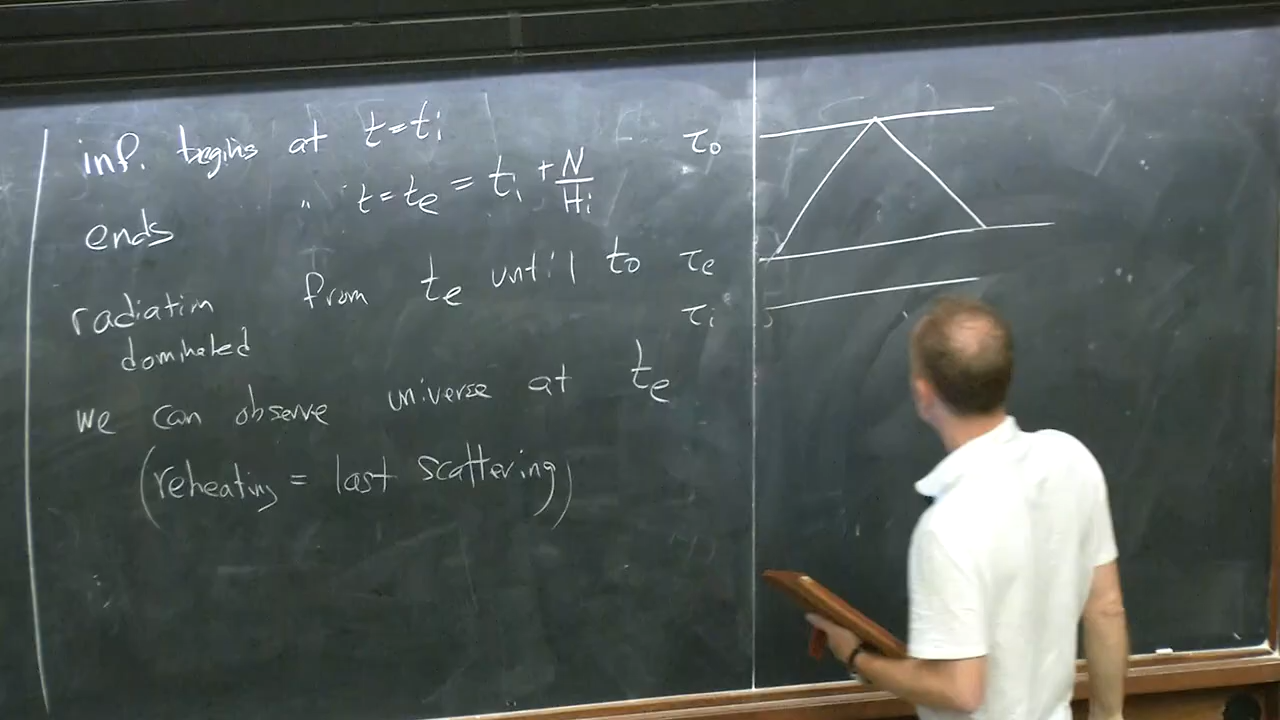 inf. begins at t=tᵢ
ends " t=tₑ = tᵢ + N/Hᵢ
radiation from tₑ until t₀
dominated
we can observe universe at tₑ
(reheating = last scattering)
τ₀
τₑ
τᵢ